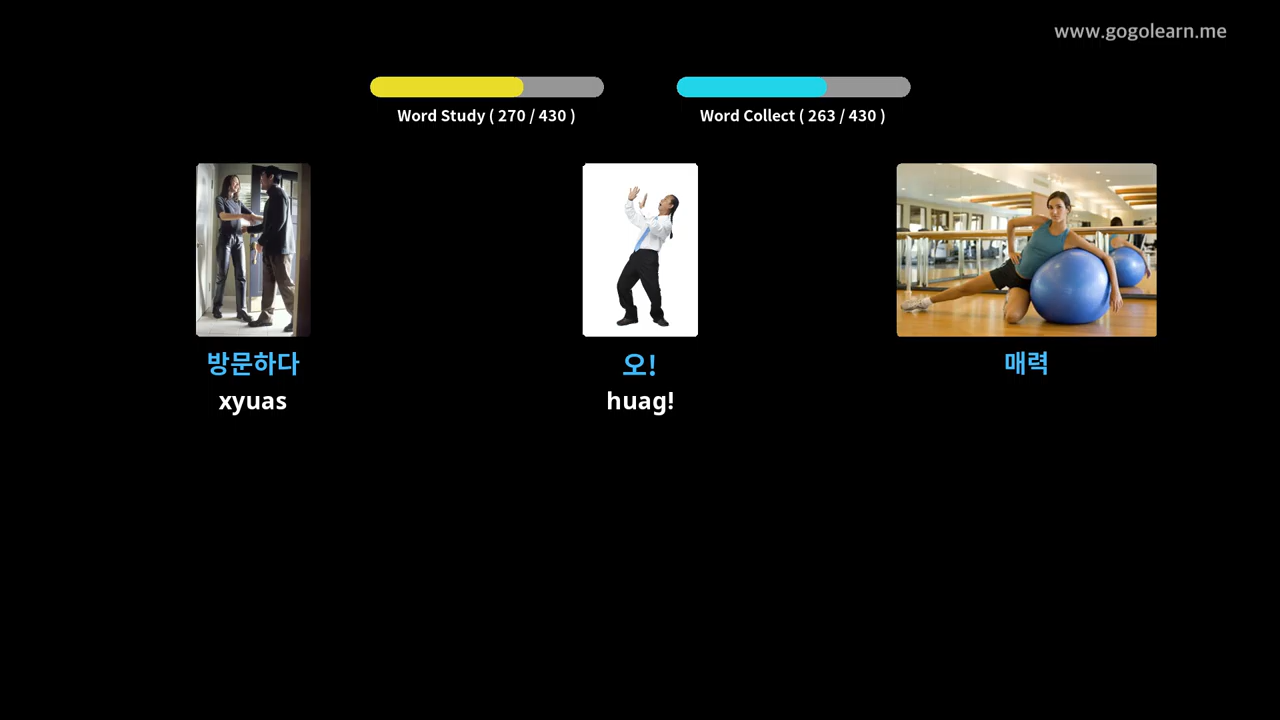 www.gogolearn.me
Word Study ( 270 / 430 )
Word Collect ( 263 / 430 )
방문하다
xyuas
오!
huag!
매력